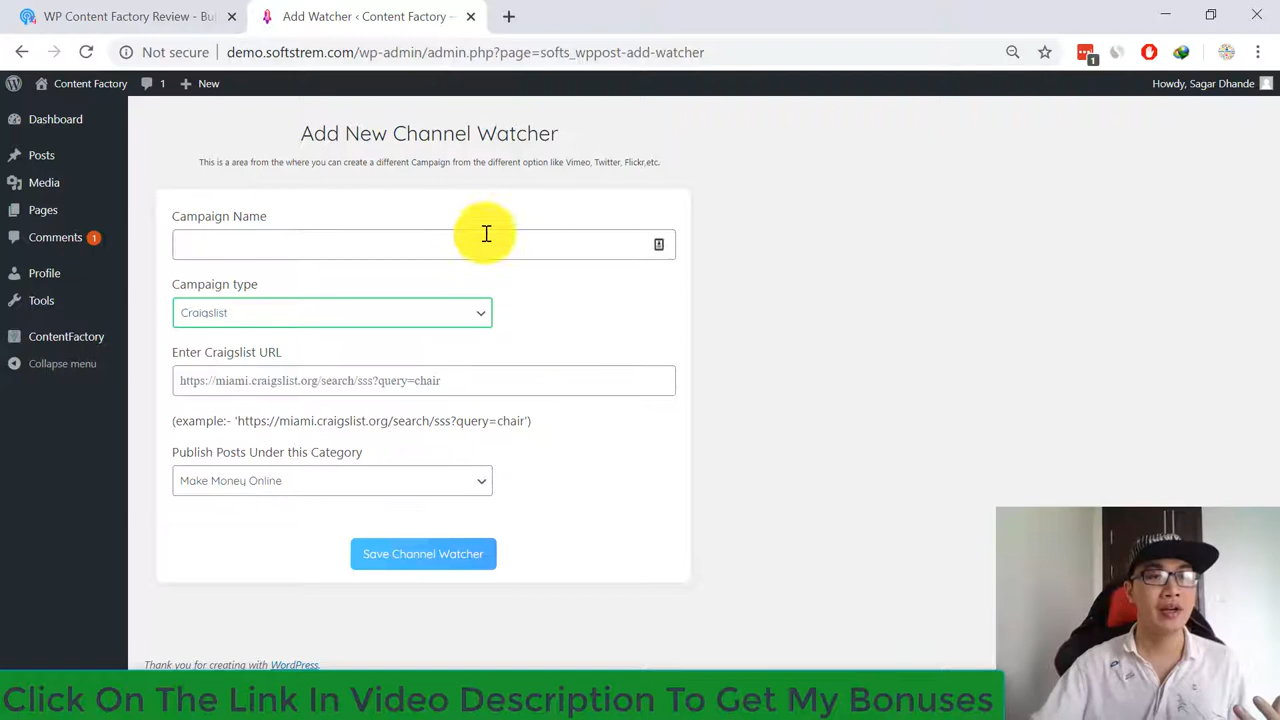 WP Content Factory Review - Bu
Add Watcher ‹ Content Factory —
Not secure
demo.softstrem.com/wp-admin/admin.php?page=softs_wppost-add-watcher
1
Content Factory
1
New
Howdy, Sagar Dhande
Dashboard
Posts
Media
Pages
Comments 1
Profile
Tools
ContentFactory
Collapse menu
Add New Channel Watcher
This is a area from the where you can create a different Campaign from the different option like Vimeo, Twitter, Flickr,etc.
Campaign Name
Campaign type
Craigslist
Enter Craigslist URL
https://miami.craigslist.org/search/sss?query=chair
(example:- 'https://miami.craigslist.org/search/sss?query=chair')
Publish Posts Under this Category
Make Money Online
Save Channel Watcher
Thank you for creating with WordPress.
Click On The Link In Video Description To Get My Bonuses